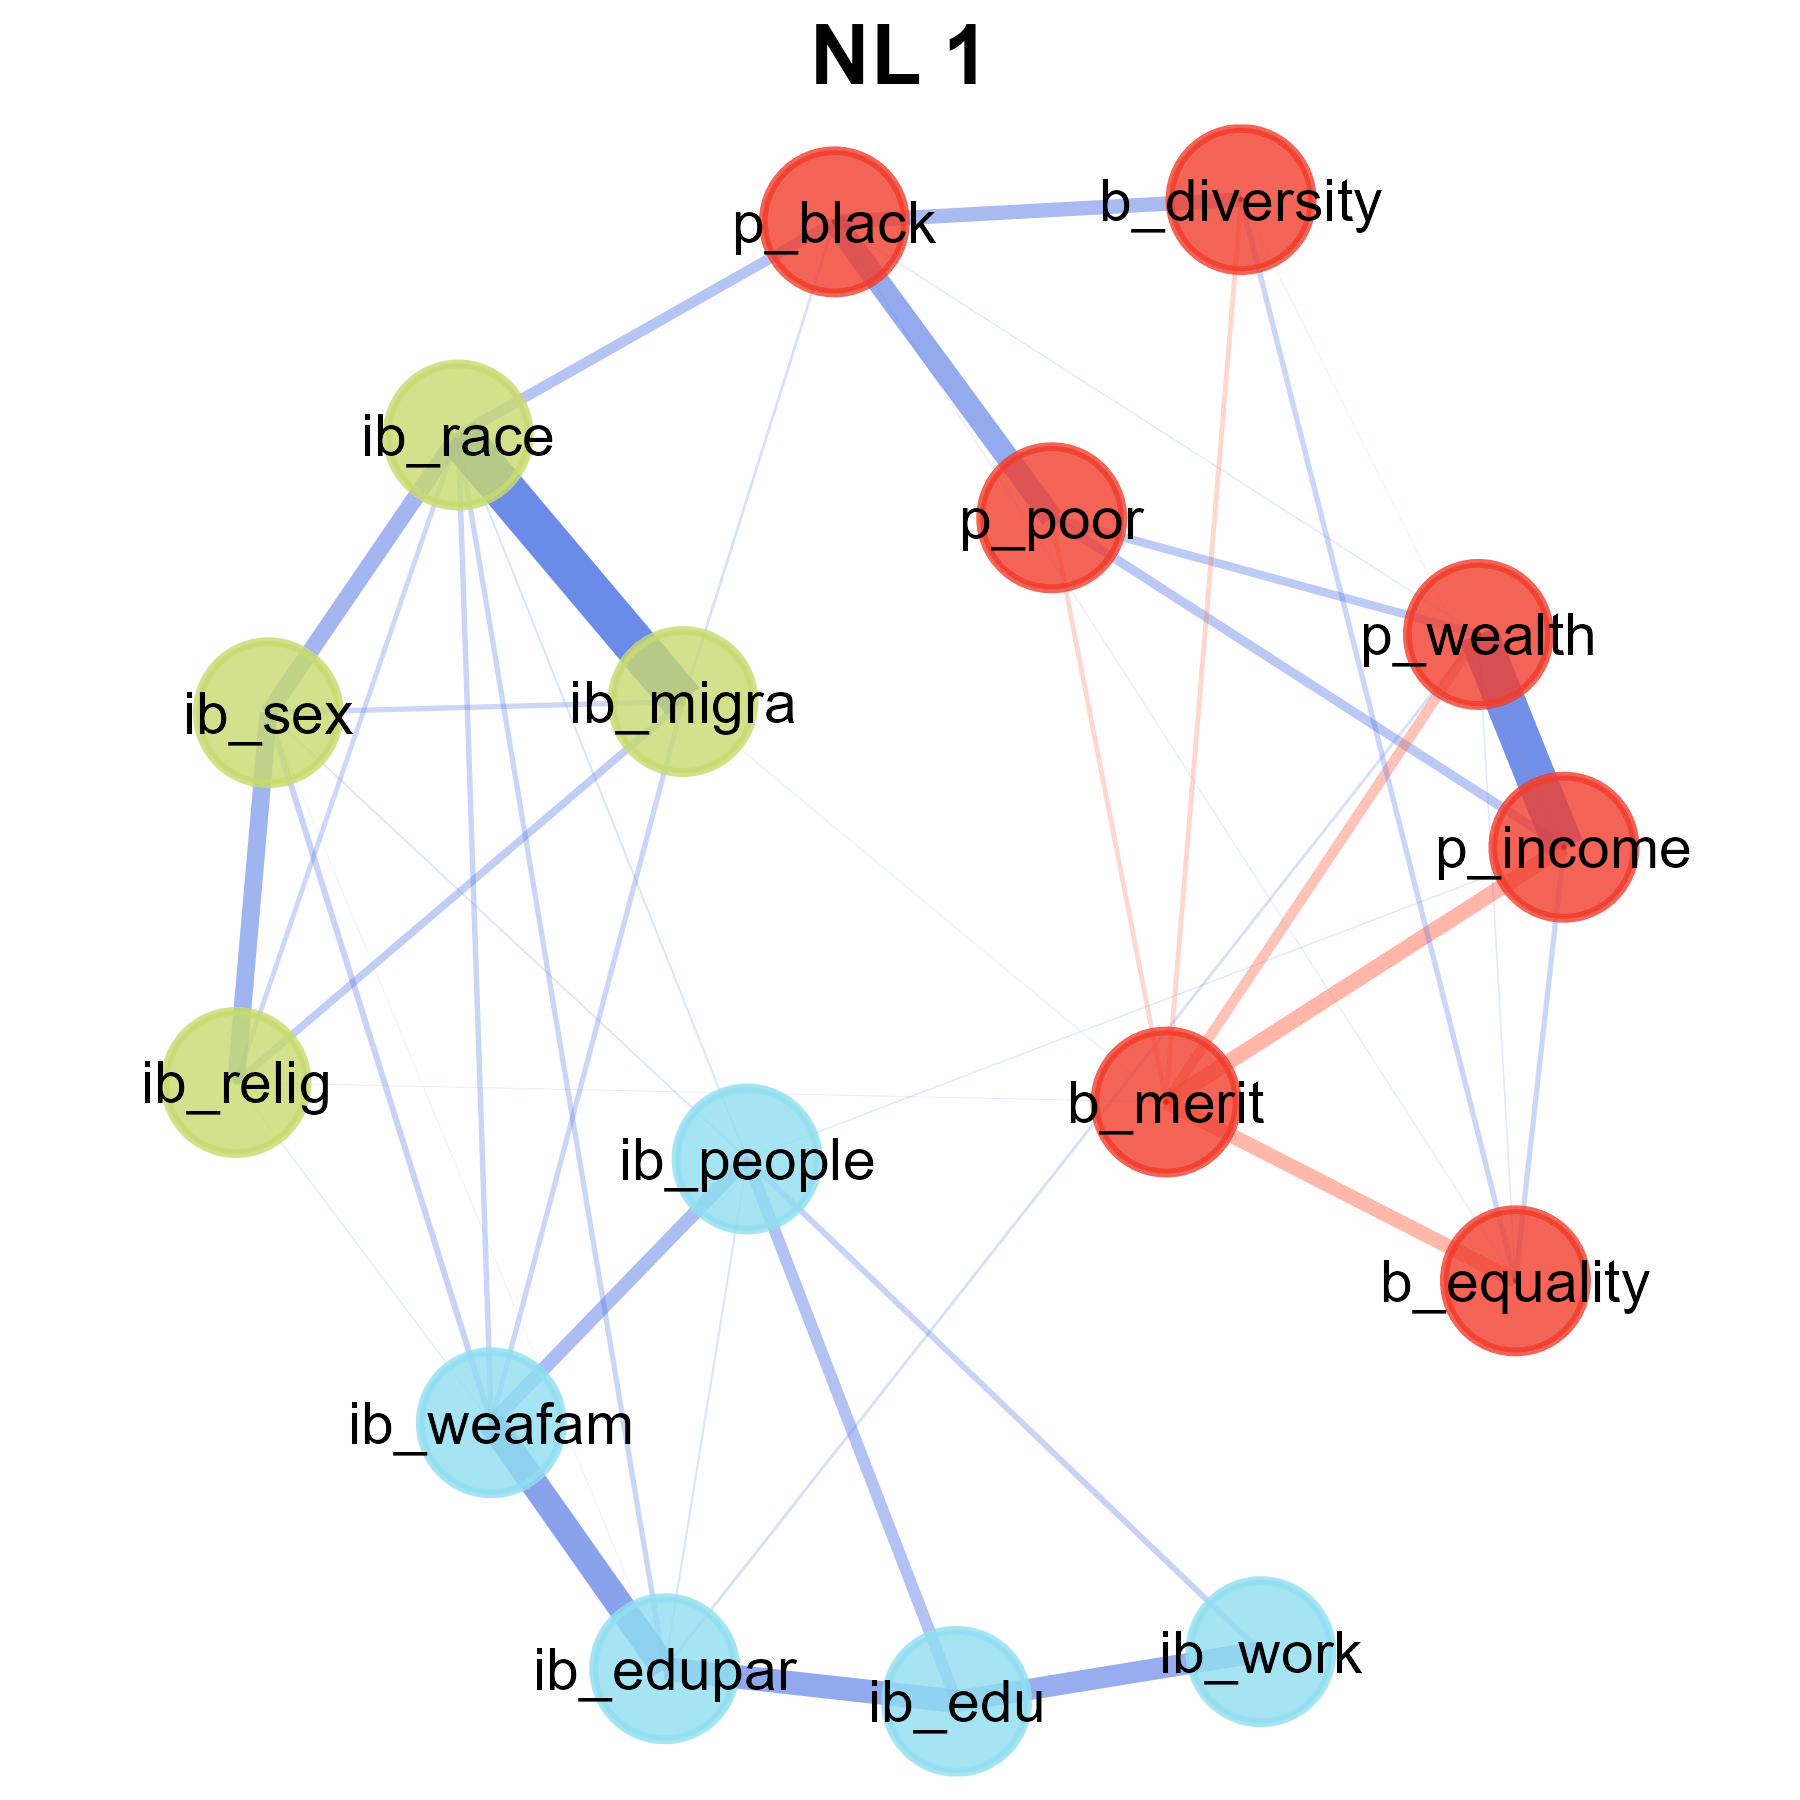 NL 1
b_diversity
p_black
ib_race
p_poor
p_wealth
ib_migra
ib_sex
p_income
ib_relig
b_merit
ib_people
b_equality
ib_weafam
ib_work
ib_edupar
ib_edu